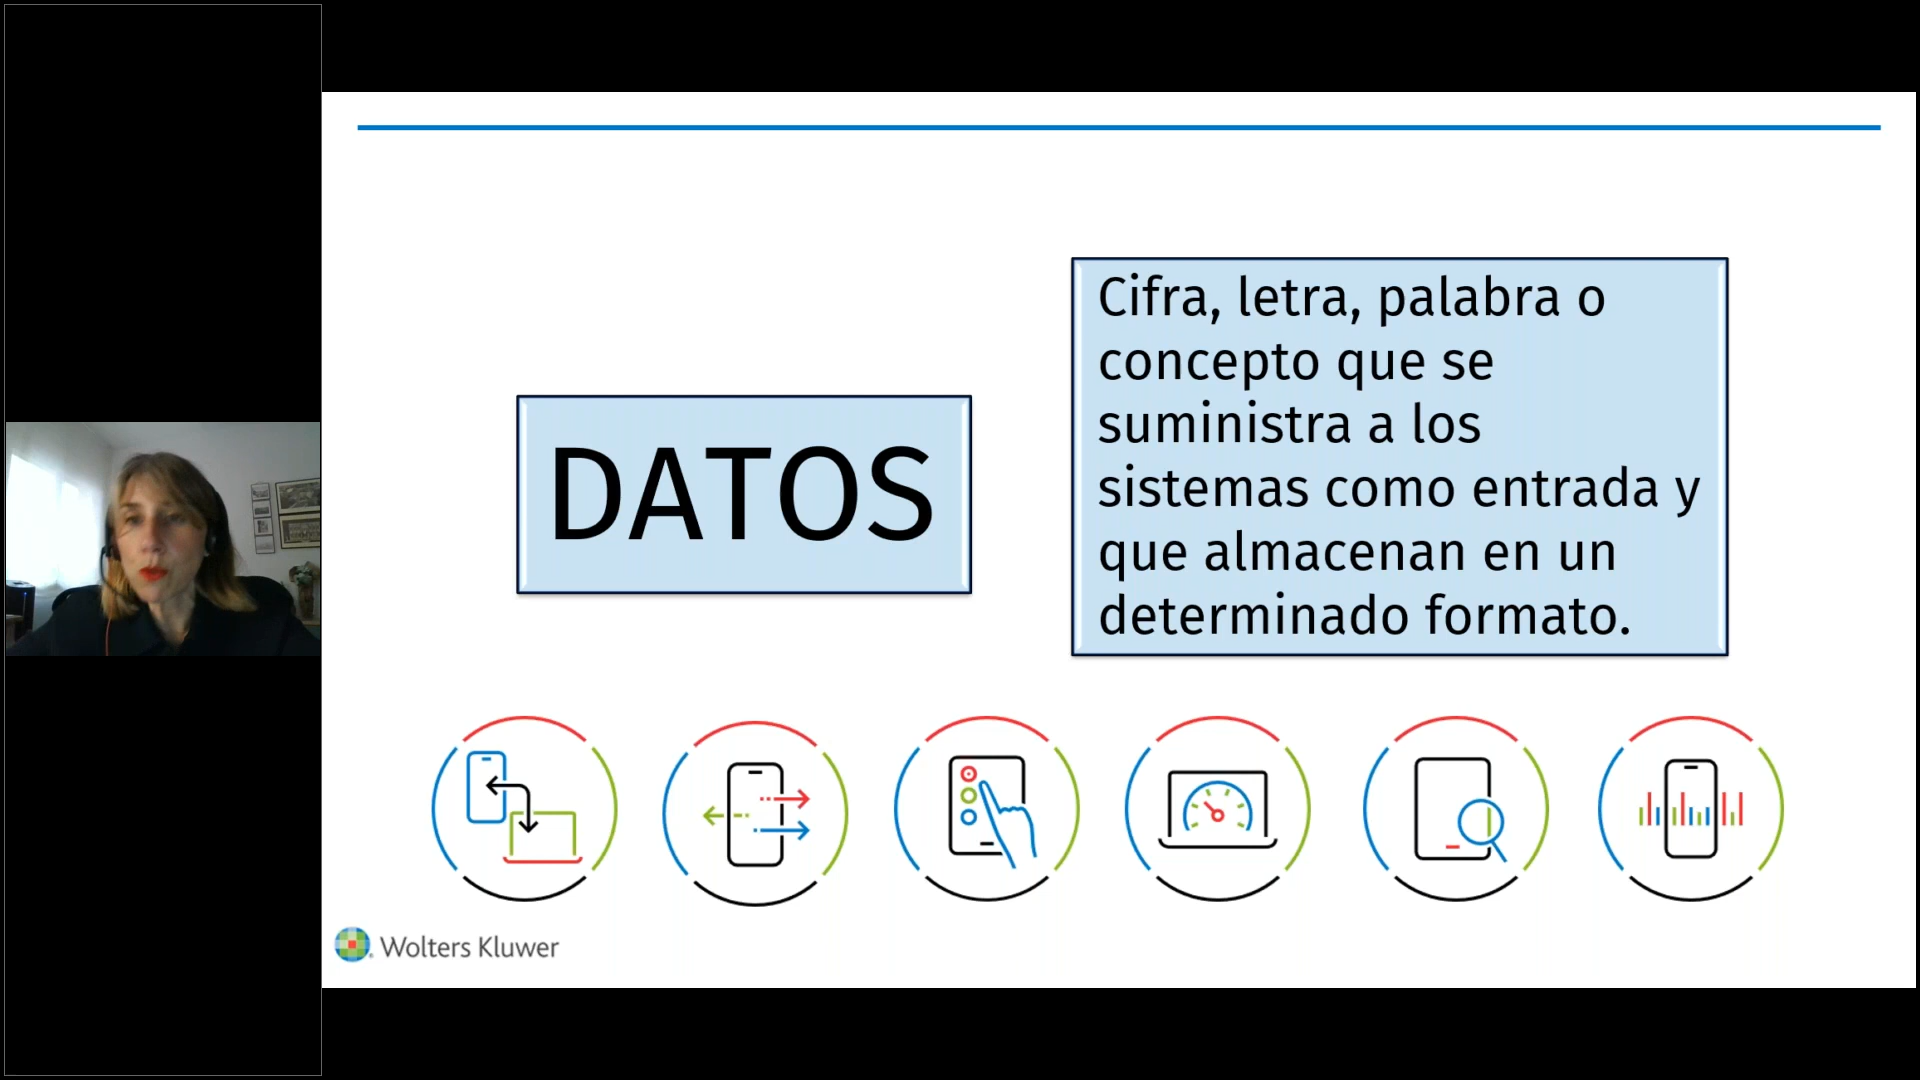 DATOS
Cifra, letra, palabra o
concepto que se
suministra a los
sistemas como entrada y
que almacenan en un
determinado formato.
Wolters Kluwer